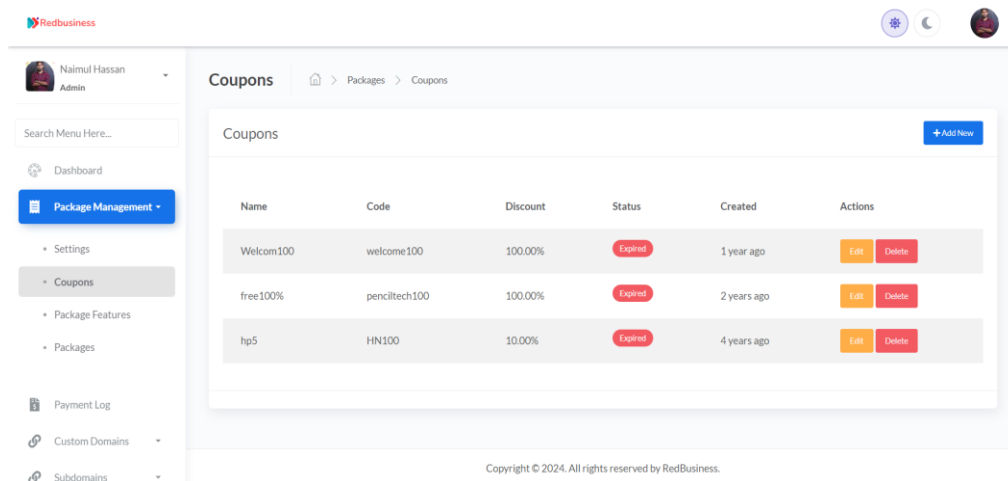 Redbusiness
Naimul Hassan
Admin
Search Menu Here...
Dashboard
Package Management
Settings
Coupons
Package Features
Packages
Payment Log
Custom Domains
Subdomains
Coupons > Packages > Coupons
Coupons
+Add New
Name Code Discount Status Created Actions
Welcom100 welcome100 100.00% Expired 1 year ago Edit Delete
free100% penciltech100 100.00% Expired 2 years ago Edit Delete
hp5 HN100 10.00% Expired 4 years ago Edit Delete
Copyright © 2024. All rights reserved by RedBusiness.